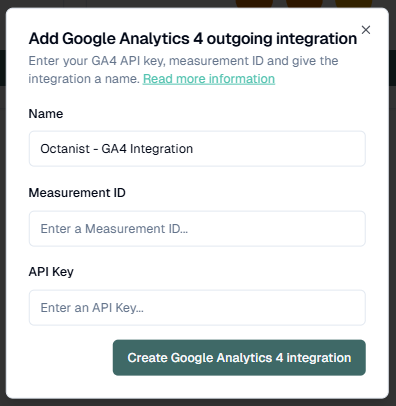 Add Google Analytics 4 outgoing integration
Enter your GA4 API key, measurement ID and give the
integration a name. Read more information
Name
Octanist - GA4 Integration
Measurement ID
Enter a Measurement ID...
API Key
Enter an API Key...
Create Google Analytics 4 integration